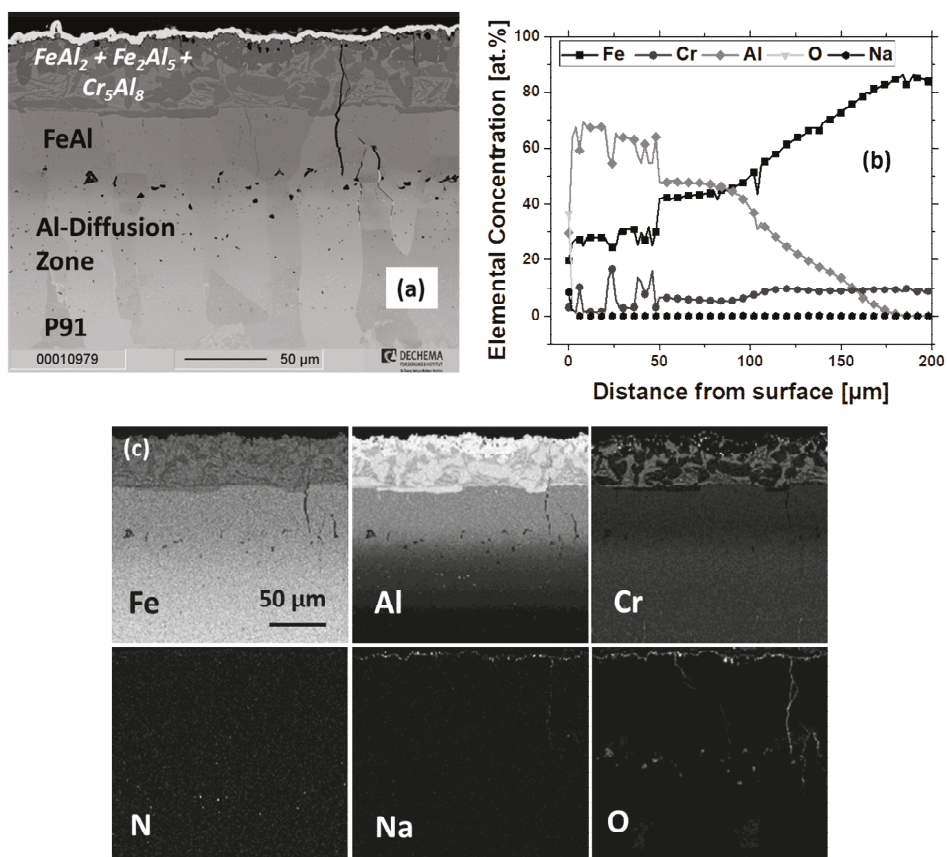 FeAl₂ + Fe₂Al₅ +
Cr₅Al₈
FeAl
Al-Diffusion
Zone
(a)
P91
00010979
50 µm
DECHEMA
Fe Cr Al O Na
(b)
Elemental Concentration [at.%]
80
60
40
20
0
0 50 100 150 200
Distance from surface [µm]
(c)
Fe
50 µm
Al
Cr
N
Na
O